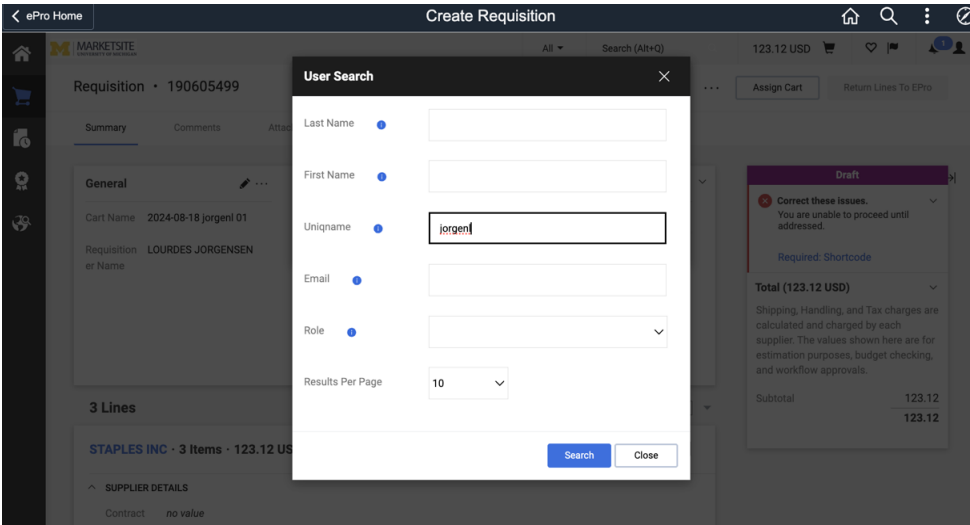 ePro Home
Create Requisition
M MARKETSITE
UNIVERSITY OF MICHIGAN
All
Search (Alt+Q)
123.12 USD
1
Requisition • 190605499
...
Assign Cart
Return Lines To EPro
Summary
Comments
Attac
User Search
Last Name
First Name
Uniqname
jorgenl
Email
Role
Results Per Page
10
Search
Close
General
...
Cart Name 2024-08-18 jorgenl 01
Requisition LOURDES JORGENSEN
er Name
3 Lines
STAPLES INC · 3 Items · 123.12 US
SUPPLIER DETAILS
Contract no value
Draft
Correct these issues.
You are unable to proceed until
addressed.
Required: Shortcode
Total (123.12 USD)
Shipping, Handling, and Tax charges are
calculated and charged by each
supplier. The values shown here are for
estimation purposes, budget checking,
and workflow approvals.
Subtotal 123.12
123.12